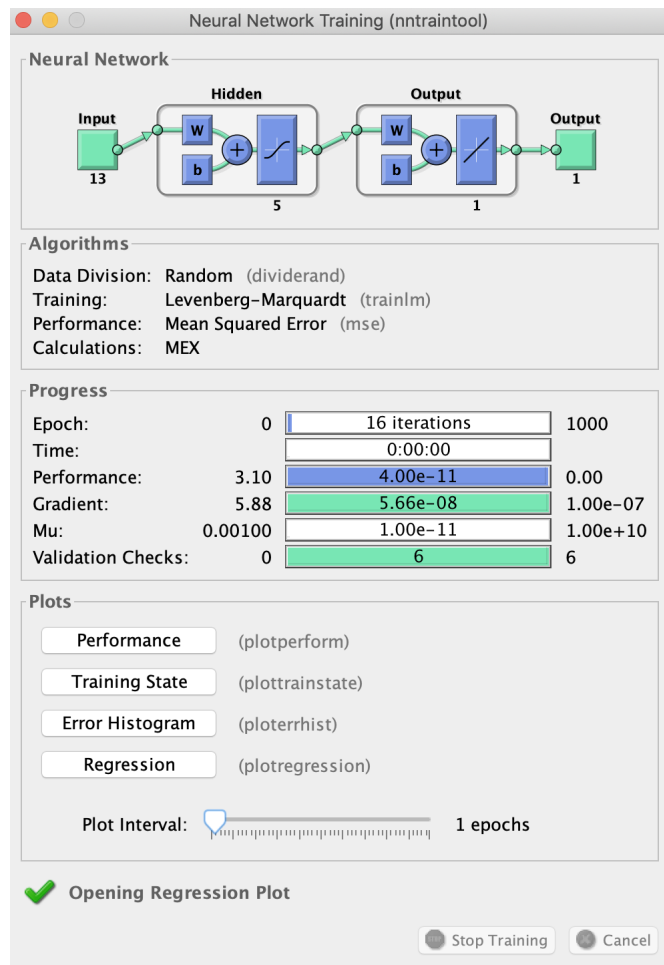 Neural Network Training (nntraintool)
Neural Network
Hidden
Output
Input
Output
W
W
b
b
13
1
5
1
Algorithms
Data Division: Random (dividerand)
Training: Levenberg-Marquardt (trainlm)
Performance: Mean Squared Error (mse)
Calculations: MEX
Progress
Epoch: 0 16 iterations 1000
Time: 0:00:00
Performance: 3.10 4.00e-11 0.00
Gradient: 5.88 5.66e-08 1.00e-07
Mu: 0.00100 1.00e-11 1.00e+10
Validation Checks: 0 6 6
Plots
Performance (plotperform)
Training State (plottrainstate)
Error Histogram (ploterrhist)
Regression (plotregression)
Plot Interval: 1 epochs
Opening Regression Plot
Stop Training Cancel